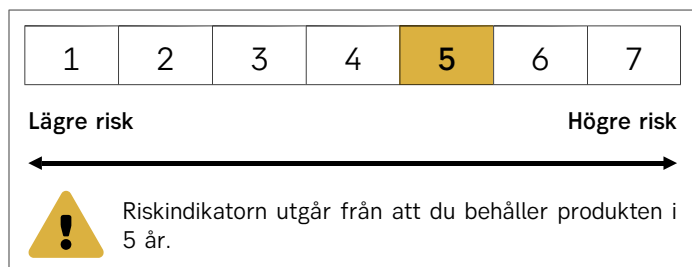 1 2 3 4 5 6 7
Lägre risk Högre risk
Riskindikatorn utgår från att du behåller produkten i
5 år.